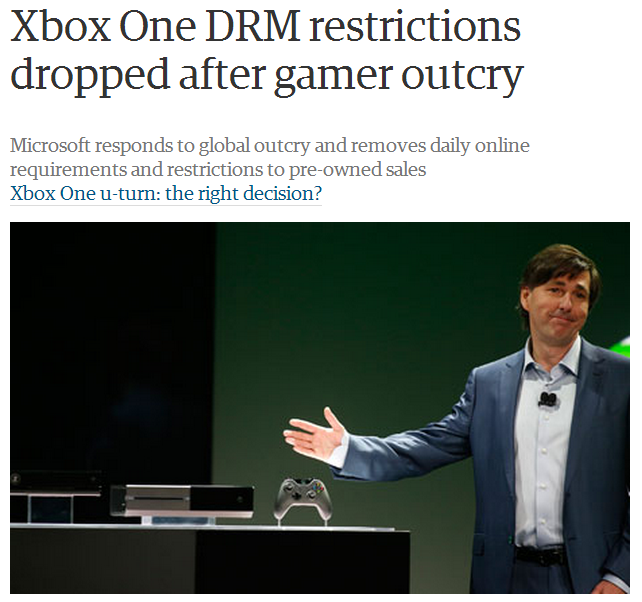 Xbox One DRM restrictions
dropped after gamer outcry
Microsoft responds to global outcry and removes daily online
requirements and restrictions to pre-owned sales
Xbox One u-turn: the right decision?